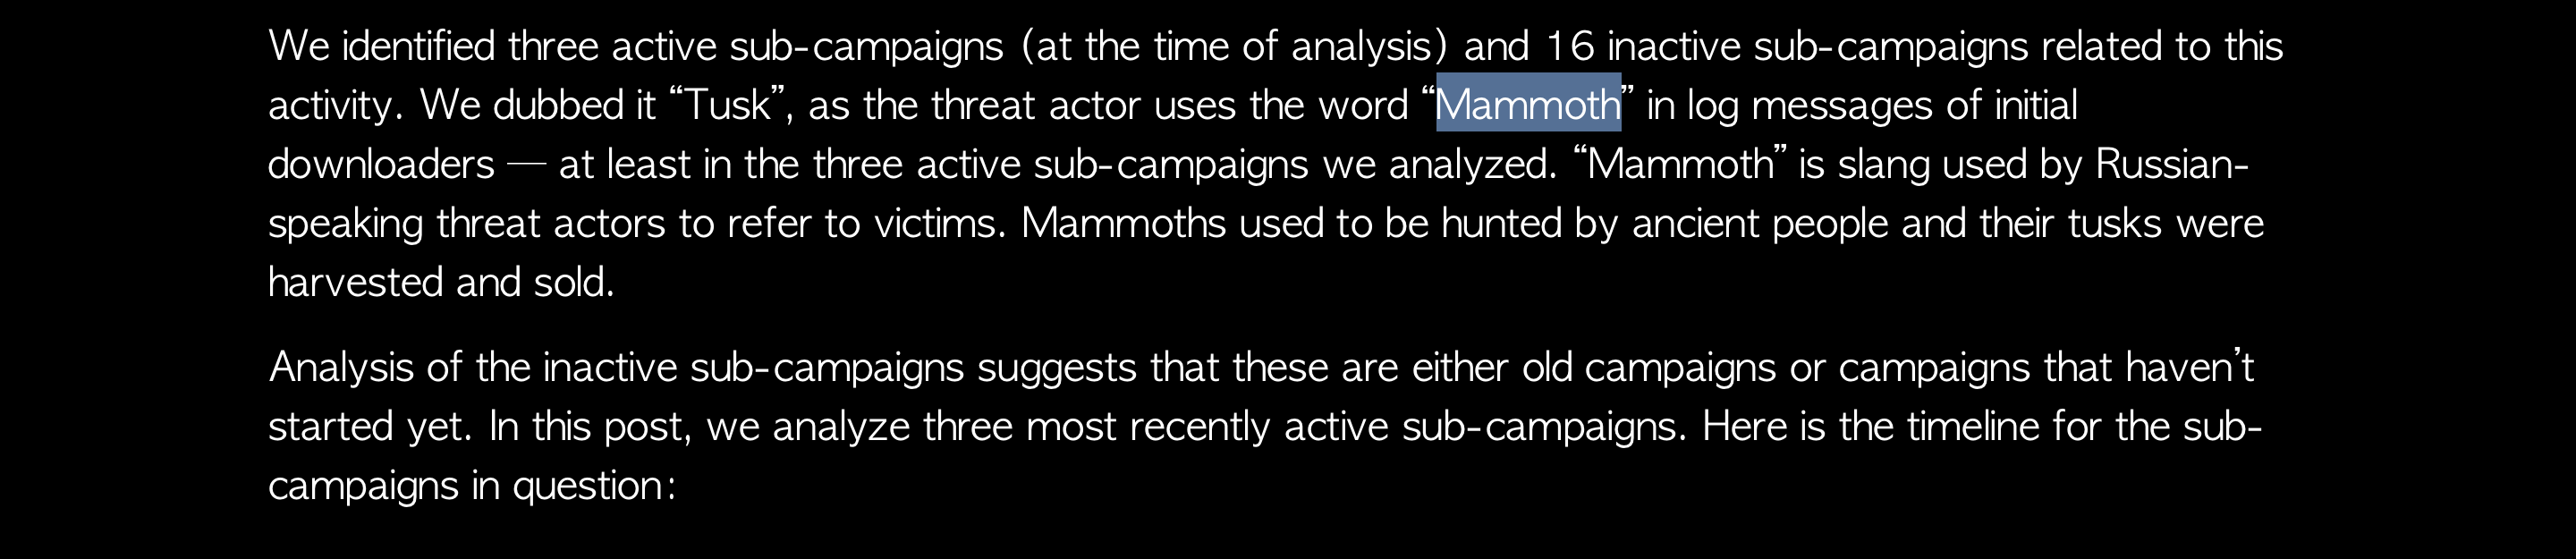 We identified three active sub-campaigns (at the time of analysis) and 16 inactive sub-campaigns related to this
activity. We dubbed it “Tusk”, as the threat actor uses the word “Mammoth” in log messages of initial
downloaders — at least in the three active sub-campaigns we analyzed. “Mammoth” is slang used by Russian-
speaking threat actors to refer to victims. Mammoths used to be hunted by ancient people and their tusks were
harvested and sold.
Analysis of the inactive sub-campaigns suggests that these are either old campaigns or campaigns that haven’t
started yet. In this post, we analyze three most recently active sub-campaigns. Here is the timeline for the sub-
campaigns in question: